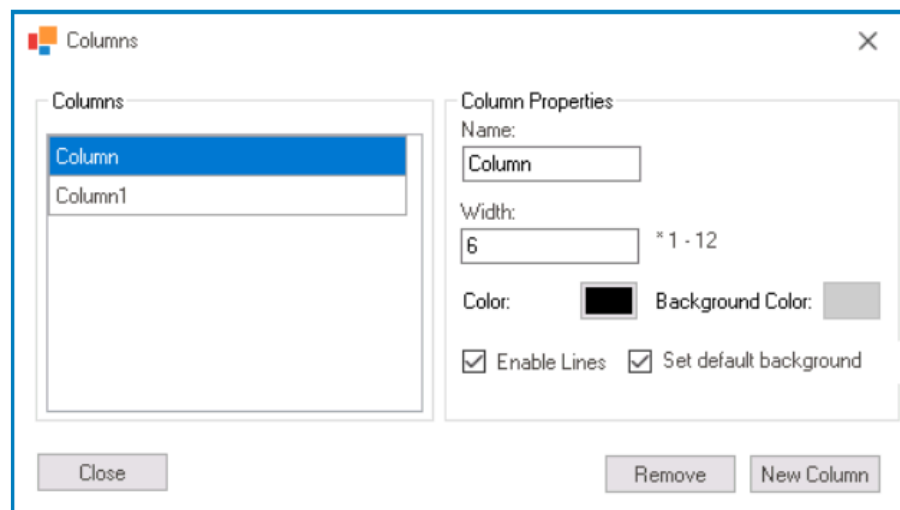 Columns
Columns
Column
Column1
Column Properties
Name:
Column
Width:
6 * 1 - 12
Color: Background Color:
Enable Lines Set default background
Close Remove New Column